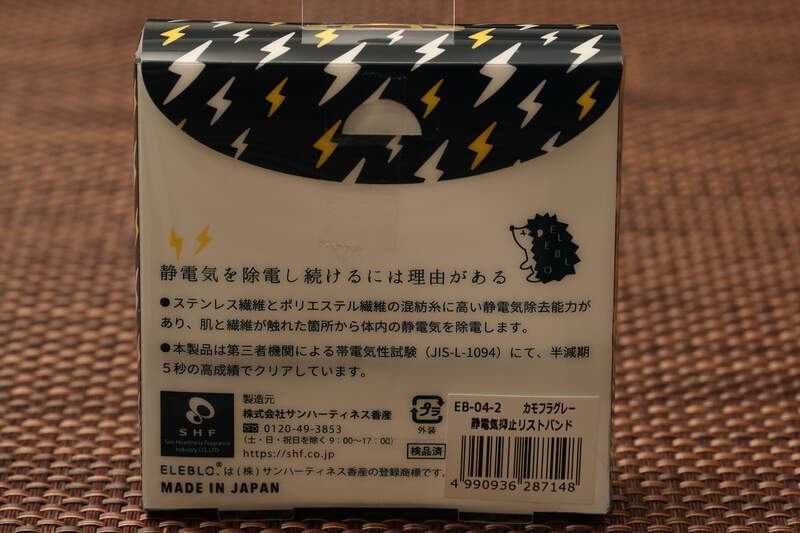 ELEBLO
静電気を除電し続けるには理由がある
●ステンレス繊維とポリエステル繊維の混紡糸に高い静電気除去能力が
あり、肌と繊維が触れた箇所から体内の静電気を除電します。
●本製品は第三者機関による帯電気性試験（JIS-L-1094）にて、半減期
５秒の高成績でクリアしています。
SHF
Sun Heartiness Fragrance
Industry CO.,LTD
製造元
株式会社サンハーティネス香産
0120-49-3853
（土・日・祝日を除く9：00〜17：00）
https://shf.co.jp
プラ
外装
検品済
ELEBLO®は（株）サンハーティネス香産の登録商標です。
MADE IN JAPAN
EB-04-2 カモフラグレー
静電気抑止リストバンド
4 990936 287148